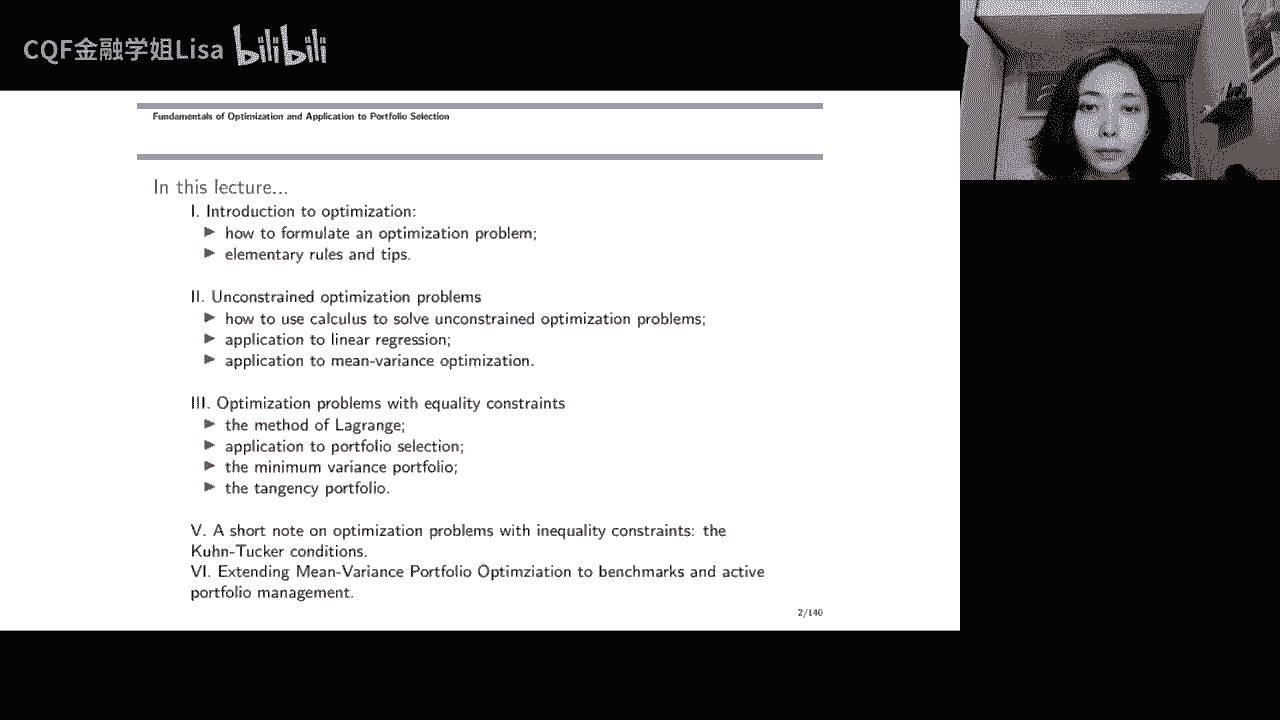 CQF金融学姐Lisa bilibili
Fundamentals of Optimization and Application to Portfolio Selection
In this lecture...
I. Introduction to optimization:
► how to formulate an optimization problem;
► elementary rules and tips.
II. Unconstrained optimization problems
► how to use calculus to solve unconstrained optimization problems;
► application to linear regression;
► application to mean-variance optimization.
III. Optimization problems with equality constraints
► the method of Lagrange;
► application to portfolio selection;
► the minimum variance portfolio;
► the tangency portfolio.
V. A short note on optimization problems with inequality constraints: the
Kuhn-Tucker conditions.
VI. Extending Mean-Variance Portfolio Optimziation to benchmarks and active
portfolio management.
2/140